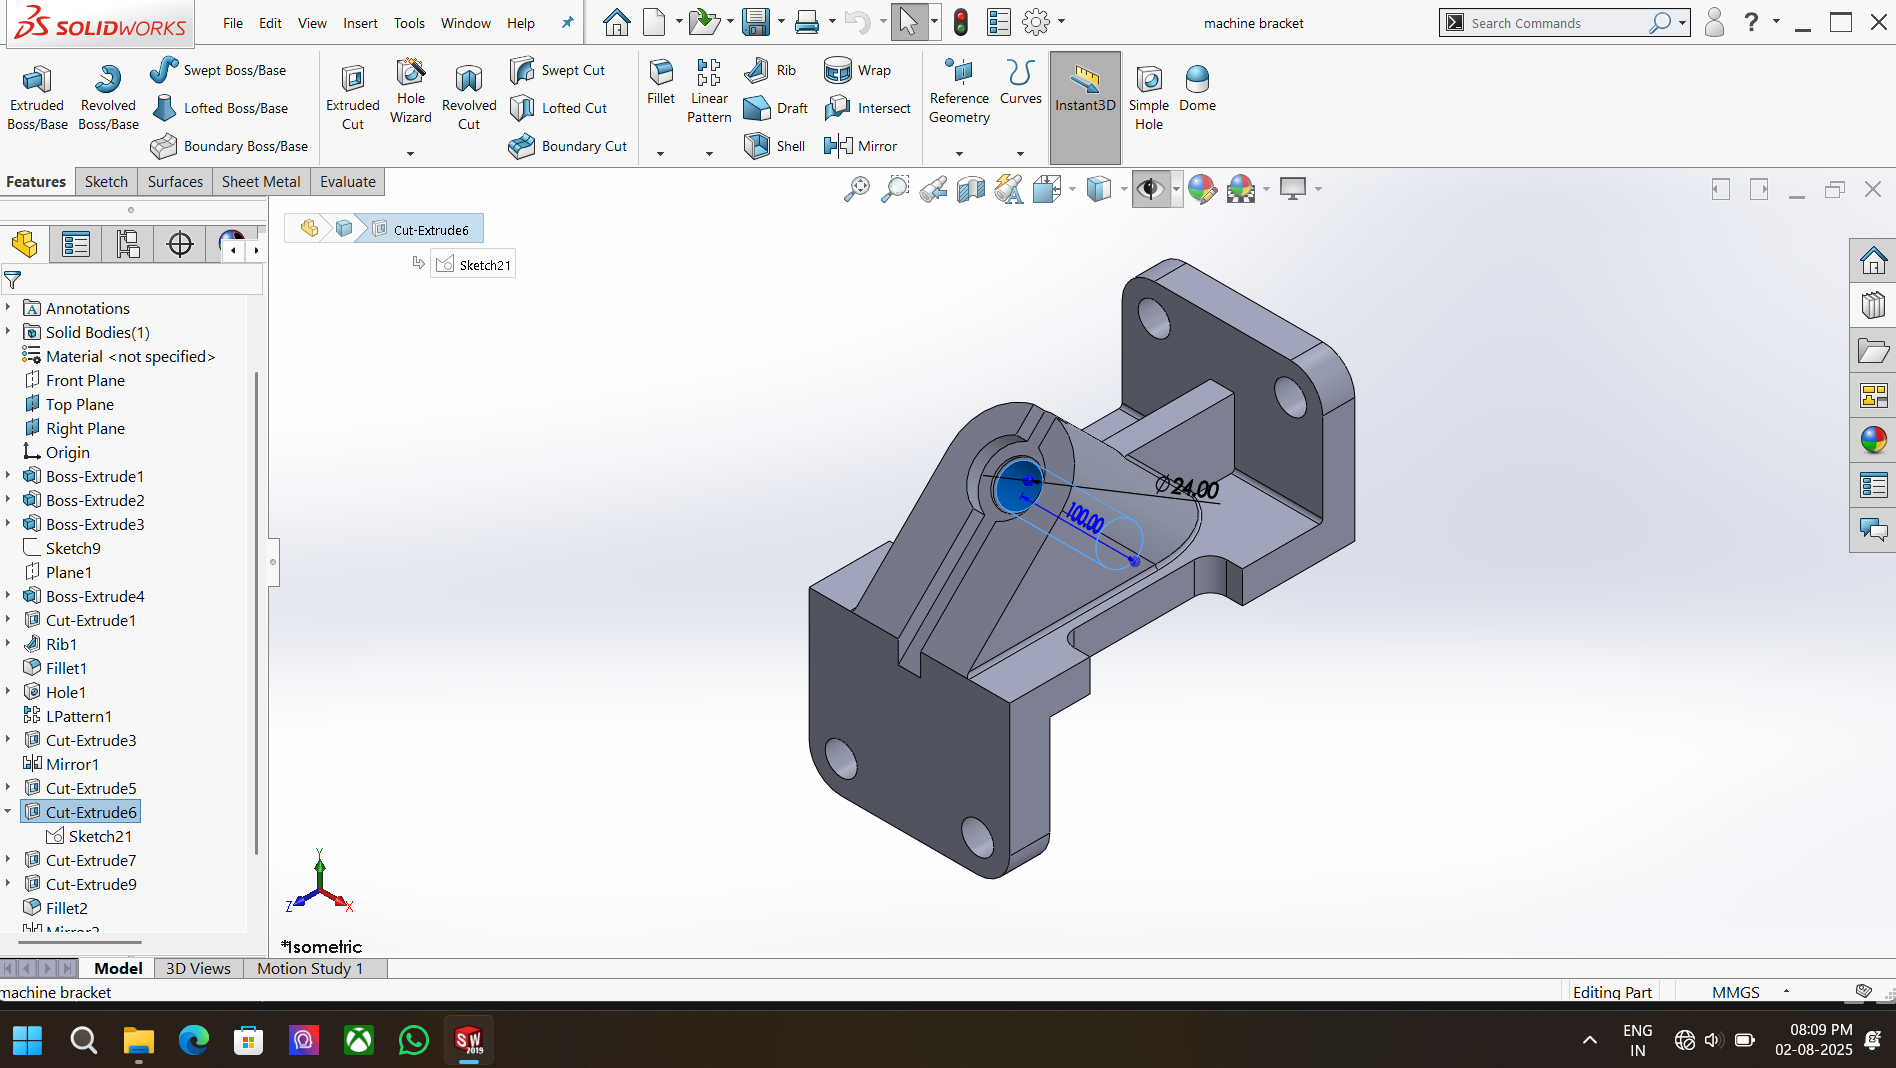 SOLIDWORKS
File Edit View Insert Tools Window Help
machine bracket
Search Commands
?
Extruded Boss/Base
Revolved Boss/Base
Swept Boss/Base
Lofted Boss/Base
Boundary Boss/Base
Extruded Cut
Hole Wizard
Revolved Cut
Swept Cut
Lofted Cut
Boundary Cut
Fillet
Linear Pattern
Rib
Draft
Shell
Wrap
Intersect
Mirror
Reference Geometry
Curves
Instant3D
Simple Hole
Dome
Features Sketch Surfaces Sheet Metal Evaluate
Cut-Extrude6
Sketch21
Annotations
Solid Bodies(1)
Material <not specified>
Front Plane
Top Plane
Right Plane
Origin
Boss-Extrude1
Boss-Extrude2
Boss-Extrude3
Sketch9
Plane1
Boss-Extrude4
Cut-Extrude1
Rib1
Fillet1
Hole1
LPattern1
Cut-Extrude3
Mirror1
Cut-Extrude5
Cut-Extrude6
Sketch21
Cut-Extrude7
Cut-Extrude9
Fillet2
Mirror2
∅24.00
100.00
Y
Z
X
*Isometric
Model 3D Views Motion Study 1
machine bracket
Editing Part
MMGS
SW
2019
ENG
IN
08:09 PM
02-08-2025